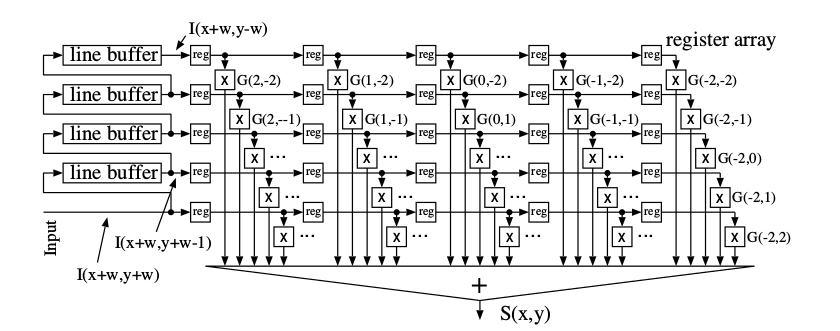 I(x+w,y-w)
register array
line buffer reg reg reg reg reg
X G(2,-2) X G(1,-2) X G(0,-2) X G(-1,-2) X G(-2,-2)
line buffer reg reg reg reg reg
X G(2,--1) X G(1,-1) X G(0,1) X G(-1,-1) X G(-2,-1)
line buffer reg reg reg reg reg
X ... X ... X ... X ... X G(-2,0)
line buffer reg reg reg reg reg
X ... X ... X ... X ... X G(-2,1)
reg reg reg reg reg
X ... X ... X ... X ... X G(-2,2)
Input
I(x+w,y+w-1)
I(x+w,y+w)
+
S(x,y)